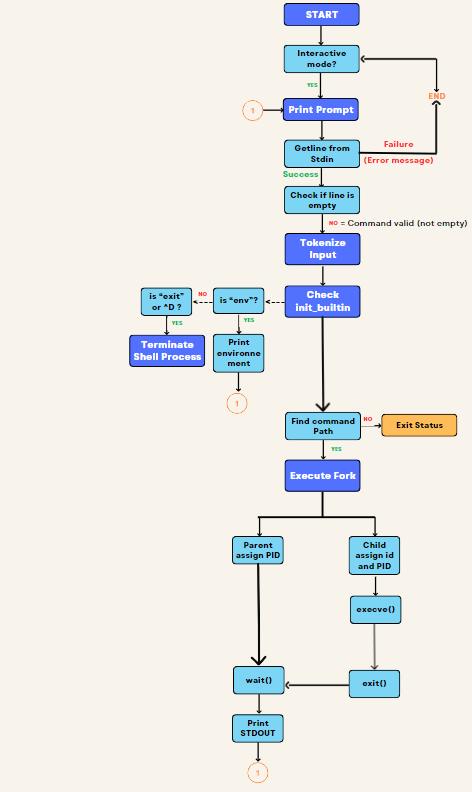 START
Interactive
mode?
YES
END
1
Print Prompt
Getline from
Stdin
Failure
(Error message)
Success
Check if line is
empty
NO = Command valid (not empty)
Tokenize
Input
Check
init_builtin
is "env"?
NO
is "exit"
or ^D ?
YES
YES
Terminate
Shell Process
Print
environne
ment
1
Find command
Path
NO
Exit Status
YES
Execute Fork
Parent
assign PID
Child
assign id
and PID
execve()
wait()
exit()
Print
STDOUT
1